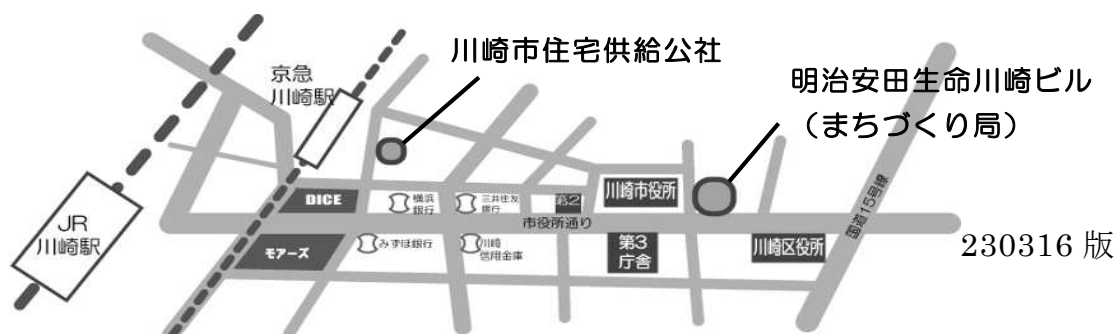 川崎市住宅供給公社
明治安田生命川崎ビル
（まちづくり局）
京急
川崎駅
JR
川崎駅
DICE
横浜
銀行
三井住友
銀行
第2
川崎市役所
市役所通り
モアーズ
みずほ銀行
川崎
信用金庫
第3
庁舎
川崎区役所
国道15号線
230316 版